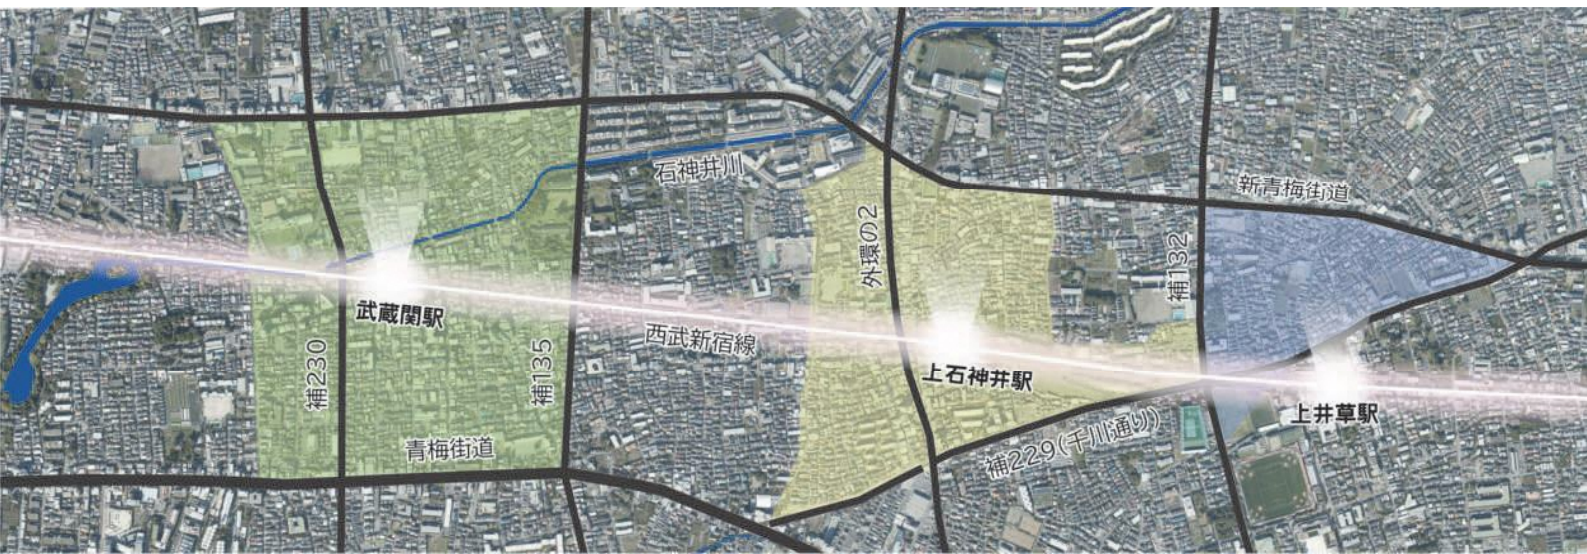 石神井川
新青梅街道
外環の2
補132
武蔵関駅
西武新宿線
補230
補135
上石神井駅
上井草駅
青梅街道
補229(千川通り)